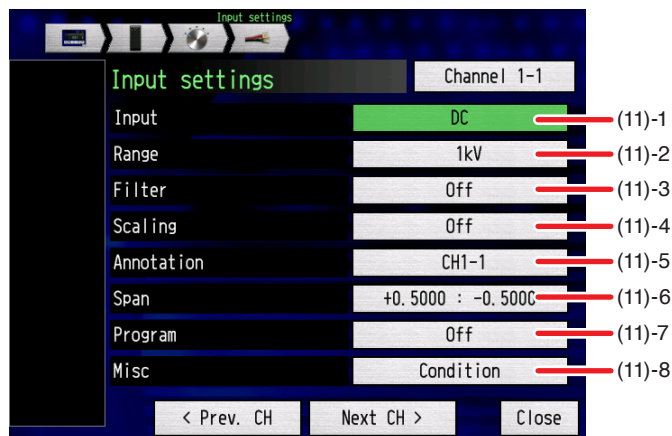 Input settings
Input settings Channel 1-1
Input DC (11)-1
Range 1kV (11)-2
Filter Off (11)-3
Scaling Off (11)-4
Annotation CH1-1 (11)-5
Span +0.5000 : -0.5000 (11)-6
Program Off (11)-7
Misc Condition (11)-8
< Prev. CH Next CH > Close